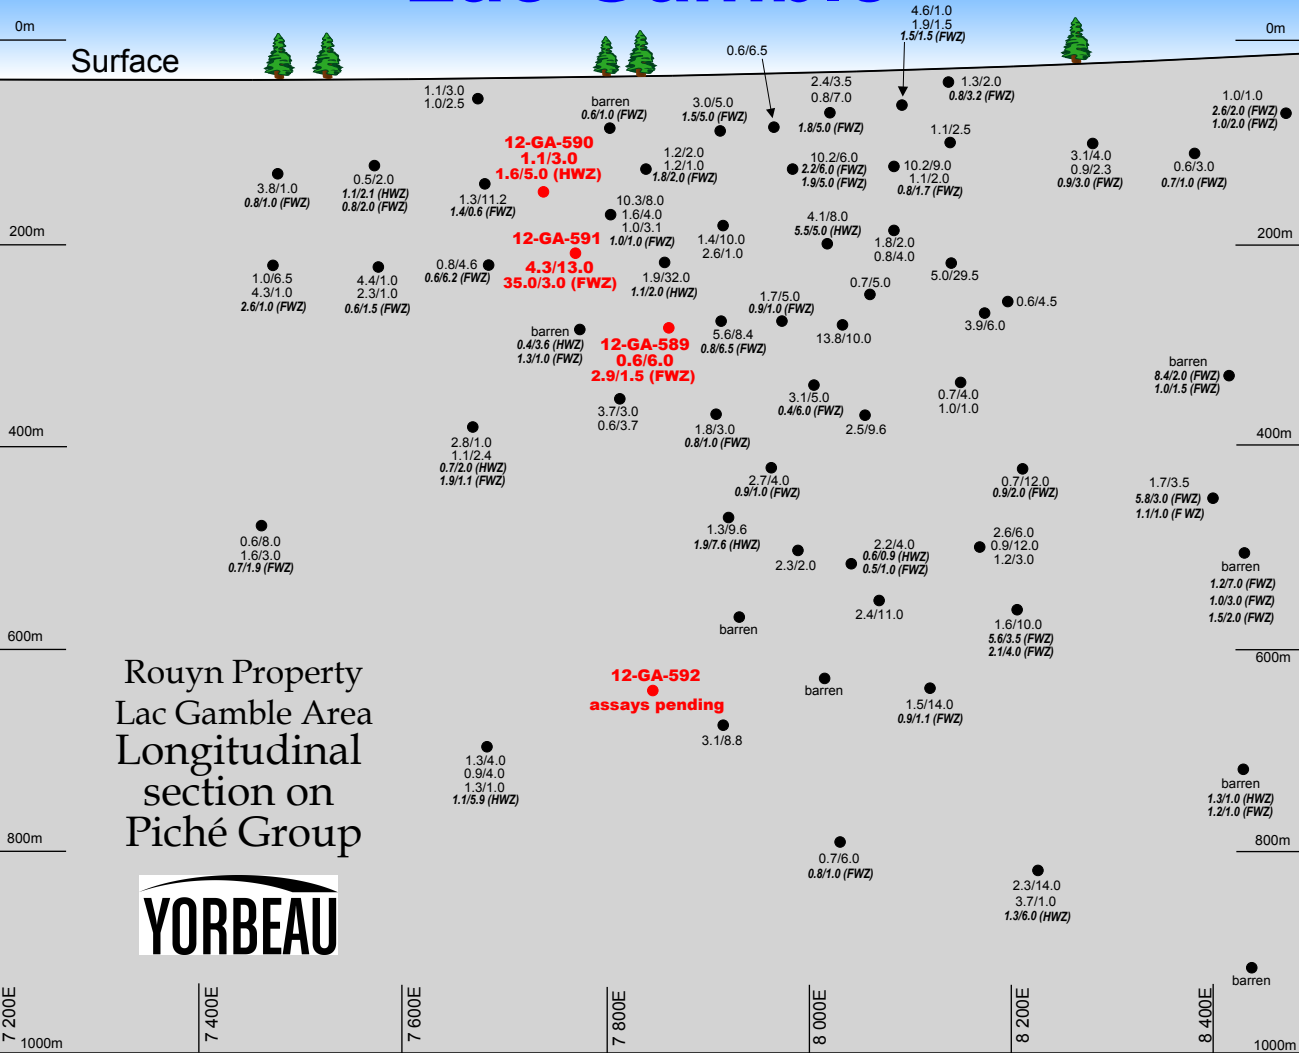 0m
0m
Surface
4.6/1.0
1.9/1.5
1.5/1.5 (FWZ)
0.6/6.5
1.1/3.0
1.0/2.5
barren
0.6/1.0 (FWZ)
3.0/5.0
1.5/5.0 (FWZ)
2.4/3.5
0.8/7.0
1.8/5.0 (FWZ)
1.3/2.0
0.8/3.2 (FWZ)
1.0/1.0
2.6/2.0 (FWZ)
1.0/2.0 (FWZ)
1.1/2.5
12-GA-590
1.1/3.0
1.6/5.0 (HWZ)
1.2/2.0
1.2/1.0
1.8/2.0 (FWZ)
10.2/6.0
2.2/6.0 (FWZ)
1.9/5.0 (FWZ)
10.2/9.0
1.1/2.0
0.8/1.7 (FWZ)
3.1/4.0
0.9/2.3
0.9/3.0 (FWZ)
0.6/3.0
0.7/1.0 (FWZ)
3.8/1.0
0.8/1.0 (FWZ)
0.5/2.0
1.1/2.1 (HWZ)
0.8/2.0 (FWZ)
1.3/11.2
1.4/0.6 (FWZ)
10.3/8.0
1.6/4.0
1.0/3.1
1.0/1.0 (FWZ)
200m
200m
12-GA-591
4.3/13.0
35.0/3.0 (FWZ)
1.4/10.0
2.6/1.0
4.1/8.0
5.5/5.0 (HWZ)
1.8/2.0
0.8/4.0
5.0/29.5
1.0/6.5
4.3/1.0
2.6/1.0 (FWZ)
4.4/1.0
2.3/1.0
0.6/1.5 (FWZ)
0.8/4.6
0.6/6.2 (FWZ)
1.9/32.0
1.1/2.0 (HWZ)
0.7/5.0
1.7/5.0
0.9/1.0 (FWZ)
0.6/4.5
3.9/6.0
barren
0.4/3.6 (HWZ)
1.3/1.0 (FWZ)
12-GA-589
0.6/6.0
2.9/1.5 (FWZ)
5.6/8.4
0.8/6.5 (FWZ)
13.8/10.0
barren
8.4/2.0 (FWZ)
1.0/1.5 (FWZ)
3.7/3.0
0.6/3.7
1.8/3.0
0.8/1.0 (FWZ)
3.1/5.0
0.4/6.0 (FWZ)
2.5/9.6
0.7/4.0
1.0/1.0
400m
400m
2.8/1.0
1.1/2.4
0.7/2.0 (HWZ)
1.9/1.1 (FWZ)
2.7/4.0
0.9/1.0 (FWZ)
0.7/12.0
0.9/2.0 (FWZ)
1.7/3.5
5.8/3.0 (FWZ)
1.1/1.0 (F WZ)
0.6/8.0
1.6/3.0
0.7/1.9 (FWZ)
1.3/9.6
1.9/7.6 (HWZ)
2.3/2.0
2.2/4.0
0.6/0.9 (HWZ)
0.5/1.0 (FWZ)
2.6/6.0
0.9/12.0
1.2/3.0
barren
1.2/7.0 (FWZ)
1.0/3.0 (FWZ)
1.5/2.0 (FWZ)
2.4/11.0
barren
1.6/10.0
5.6/3.5 (FWZ)
2.1/4.0 (FWZ)
600m
600m
Rouyn Property
Lac Gamble Area
Longitudinal
section on
Piché Group
YORBEAU
12-GA-592
assays pending
barren
1.5/14.0
0.9/1.1 (FWZ)
3.1/8.8
1.3/4.0
0.9/4.0
1.3/1.0
1.1/5.9 (HWZ)
barren
1.3/1.0 (HWZ)
1.2/1.0 (FWZ)
800m
800m
0.7/6.0
0.8/1.0 (FWZ)
2.3/14.0
3.7/1.0
1.3/6.0 (HWZ)
barren
7 200E
7 400E
7 600E
7 800E
8 000E
8 200E
8 400E
1000m
1000m